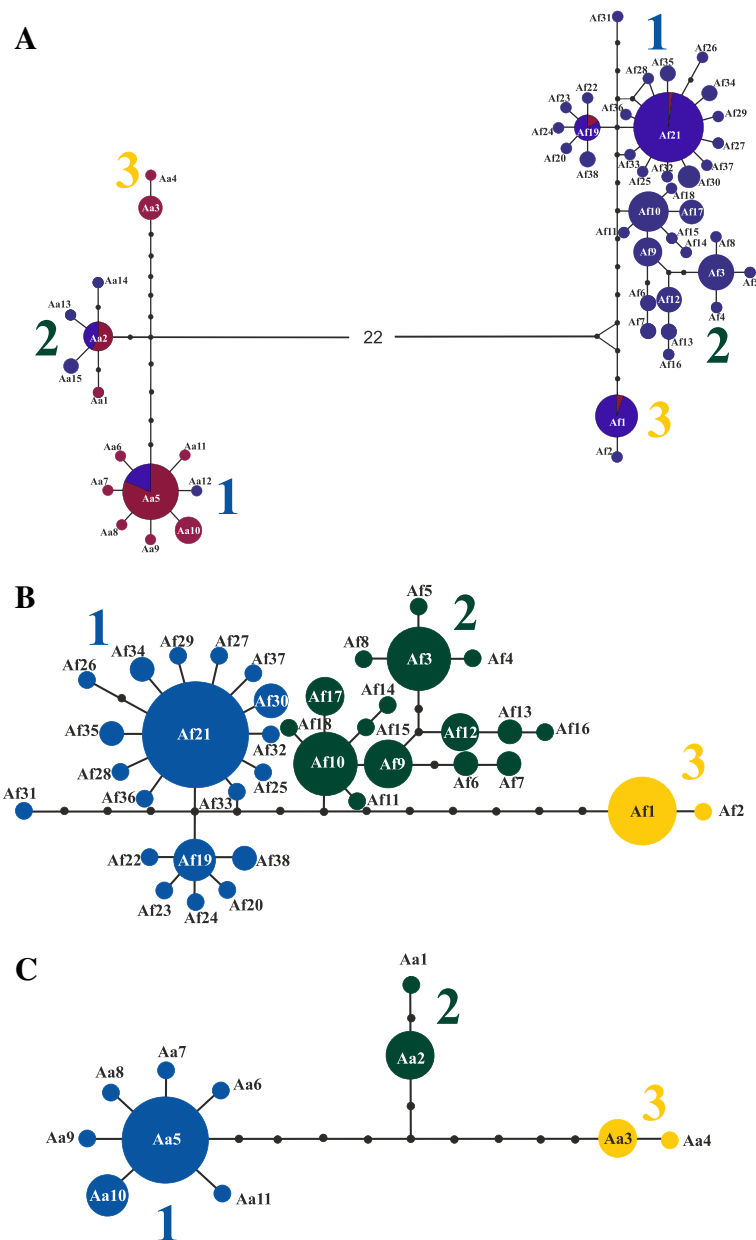 A
1
2
3
22
3
2
1
Af31
Af26
Af35
Af28
Af34
Af22
Af23
Af36
Af29
Af24
Af19
Af21
Af27
Af20
Af33
Af32
Af37
Af38
Af25
Af30
Af18
Af10
Af17
Af11
Af15
Af14
Af8
Af9
Af3
Af6
Af12
Af4
Af7
Af13
Af16
Af1
Af2
Aa4
Aa3
Aa14
Aa13
Aa2
Aa15
Aa1
Aa6
Aa11
Aa7
Aa5
Aa12
Aa8
Aa10
Aa9
B
1
2
3
Af5
Af29
Af27
Af34
Af8
Af4
Af3
Af26
Af37
Af30
Af17
Af14
Af13
Af35
Af21
Af18
Af15
Af12
Af16
Af32
Af10
Af9
Af28
Af25
Af6
Af7
Af31
Af36
Af33
Af11
Af1
Af2
Af22
Af19
Af38
Af23
Af20
Af24
C
2
3
1
Aa1
Aa7
Aa8
Aa6
Aa2
Aa9
Aa5
Aa3
Aa4
Aa10
Aa11